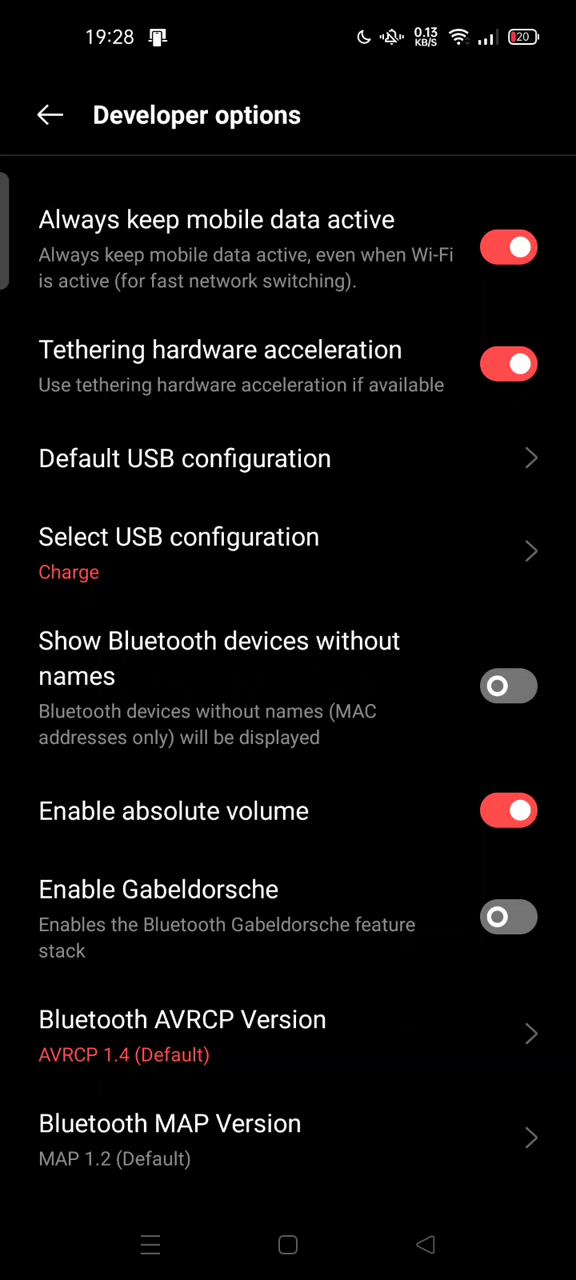 19:28
0.13
KB/S
20
Developer options
Always keep mobile data active
Always keep mobile data active, even when Wi-Fi
is active (for fast network switching).
Tethering hardware acceleration
Use tethering hardware acceleration if available
Default USB configuration
Select USB configuration
Charge
Show Bluetooth devices without
names
Bluetooth devices without names (MAC
addresses only) will be displayed
Enable absolute volume
Enable Gabeldorsche
Enables the Bluetooth Gabeldorsche feature
stack
Bluetooth AVRCP Version
AVRCP 1.4 (Default)
Bluetooth MAP Version
MAP 1.2 (Default)